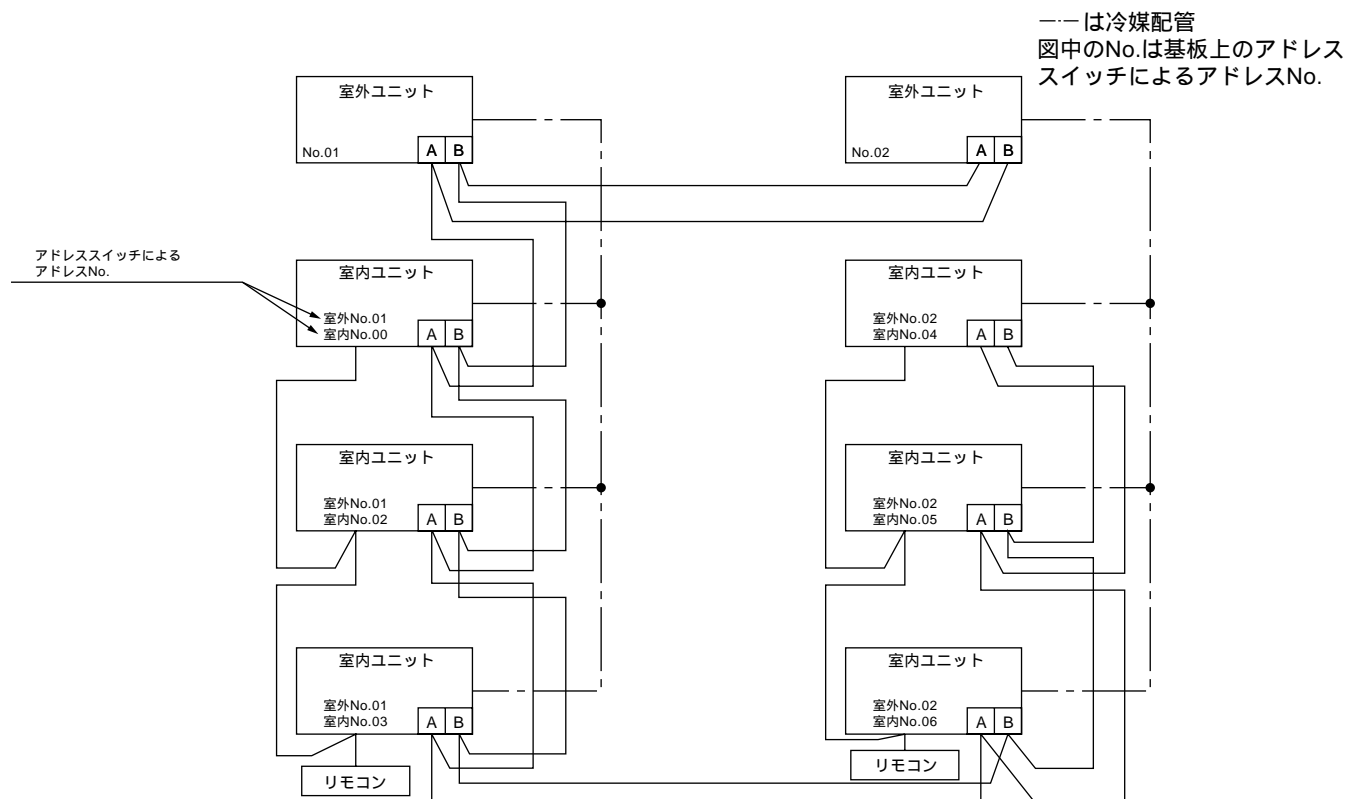 一・一 は冷媒配管
図中のNo.は基板上のアドレス
スイッチによるアドレスNo.
室外ユニット
No.01
A B
室外ユニット
No.02
A B
アドレススイッチによる
アドレスNo.
室内ユニット
室外No.01
室内No.00
A B
室内ユニット
室外No.02
室内No.04
A B
室内ユニット
室外No.01
室内No.02
A B
室内ユニット
室外No.02
室内No.05
A B
室内ユニット
室外No.01
室内No.03
A B
リモコン
室内ユニット
室外No.02
室内No.06
A B
リモコン